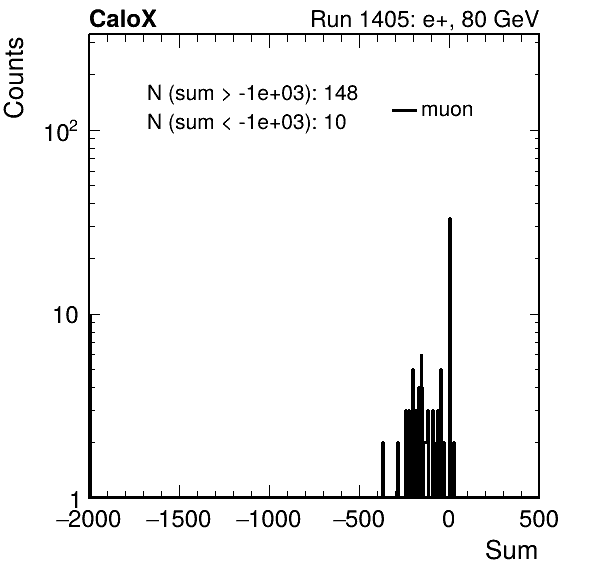 CaloX Run 1405: e+, 80 GeV
Counts
N (sum > -1e+03): 148
N (sum < -1e+03): 10
muon
10²
10
1
−2000 −1500 −1000 −500 0 500
Sum